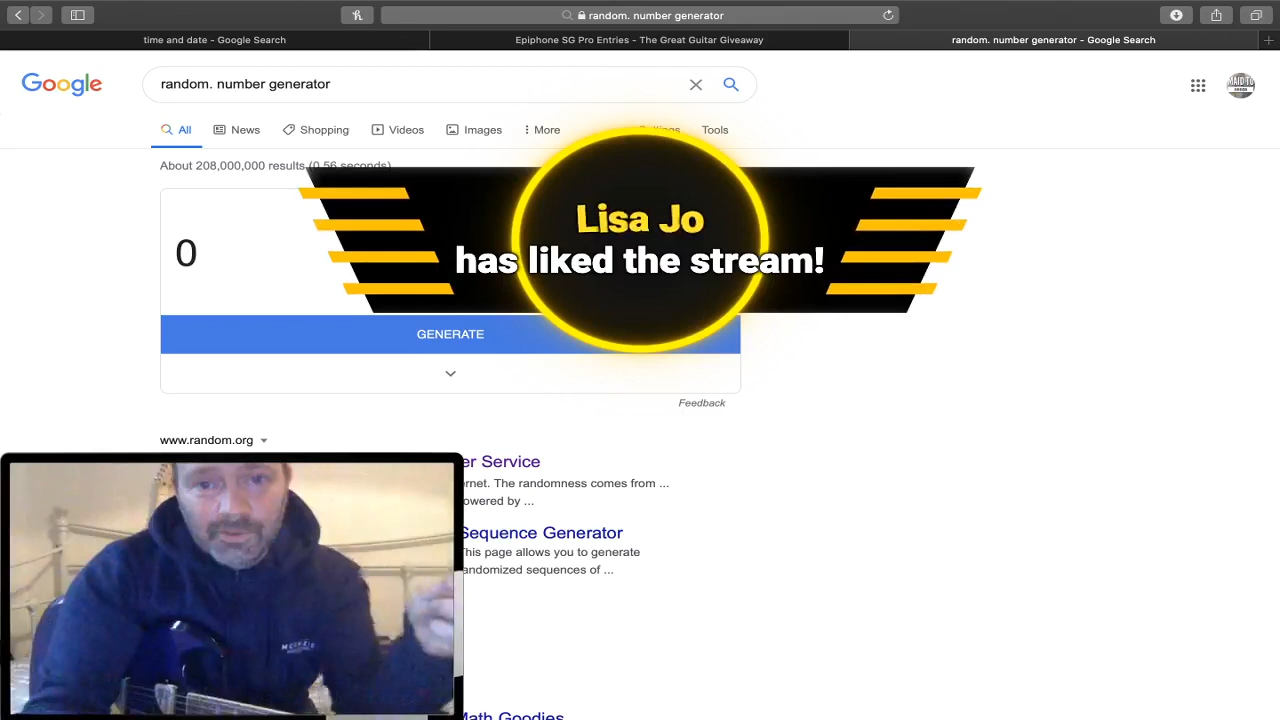 random. number generator
time and date - Google Search
Epiphone SG Pro Entries - The Great Guitar Giveaway
random. number generator - Google Search
Google
random. number generator
All
News
Shopping
Videos
Images
More
Tools
About 208,000,000 results (0.56 seconds)
Lisa Jo
has liked the stream!
0
GENERATE
Feedback
www.random.org
er Service
ernet. The randomness comes from ...
owered by ...
Sequence Generator
This page allows you to generate
andomized sequences of ...
Math Goodies